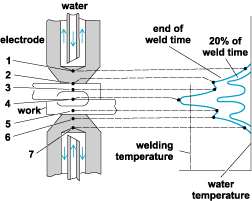 water
electrode
end of
weld time
20% of
weld time
1
2
3
4
work
5
6
7
welding
temperature
water
temperature